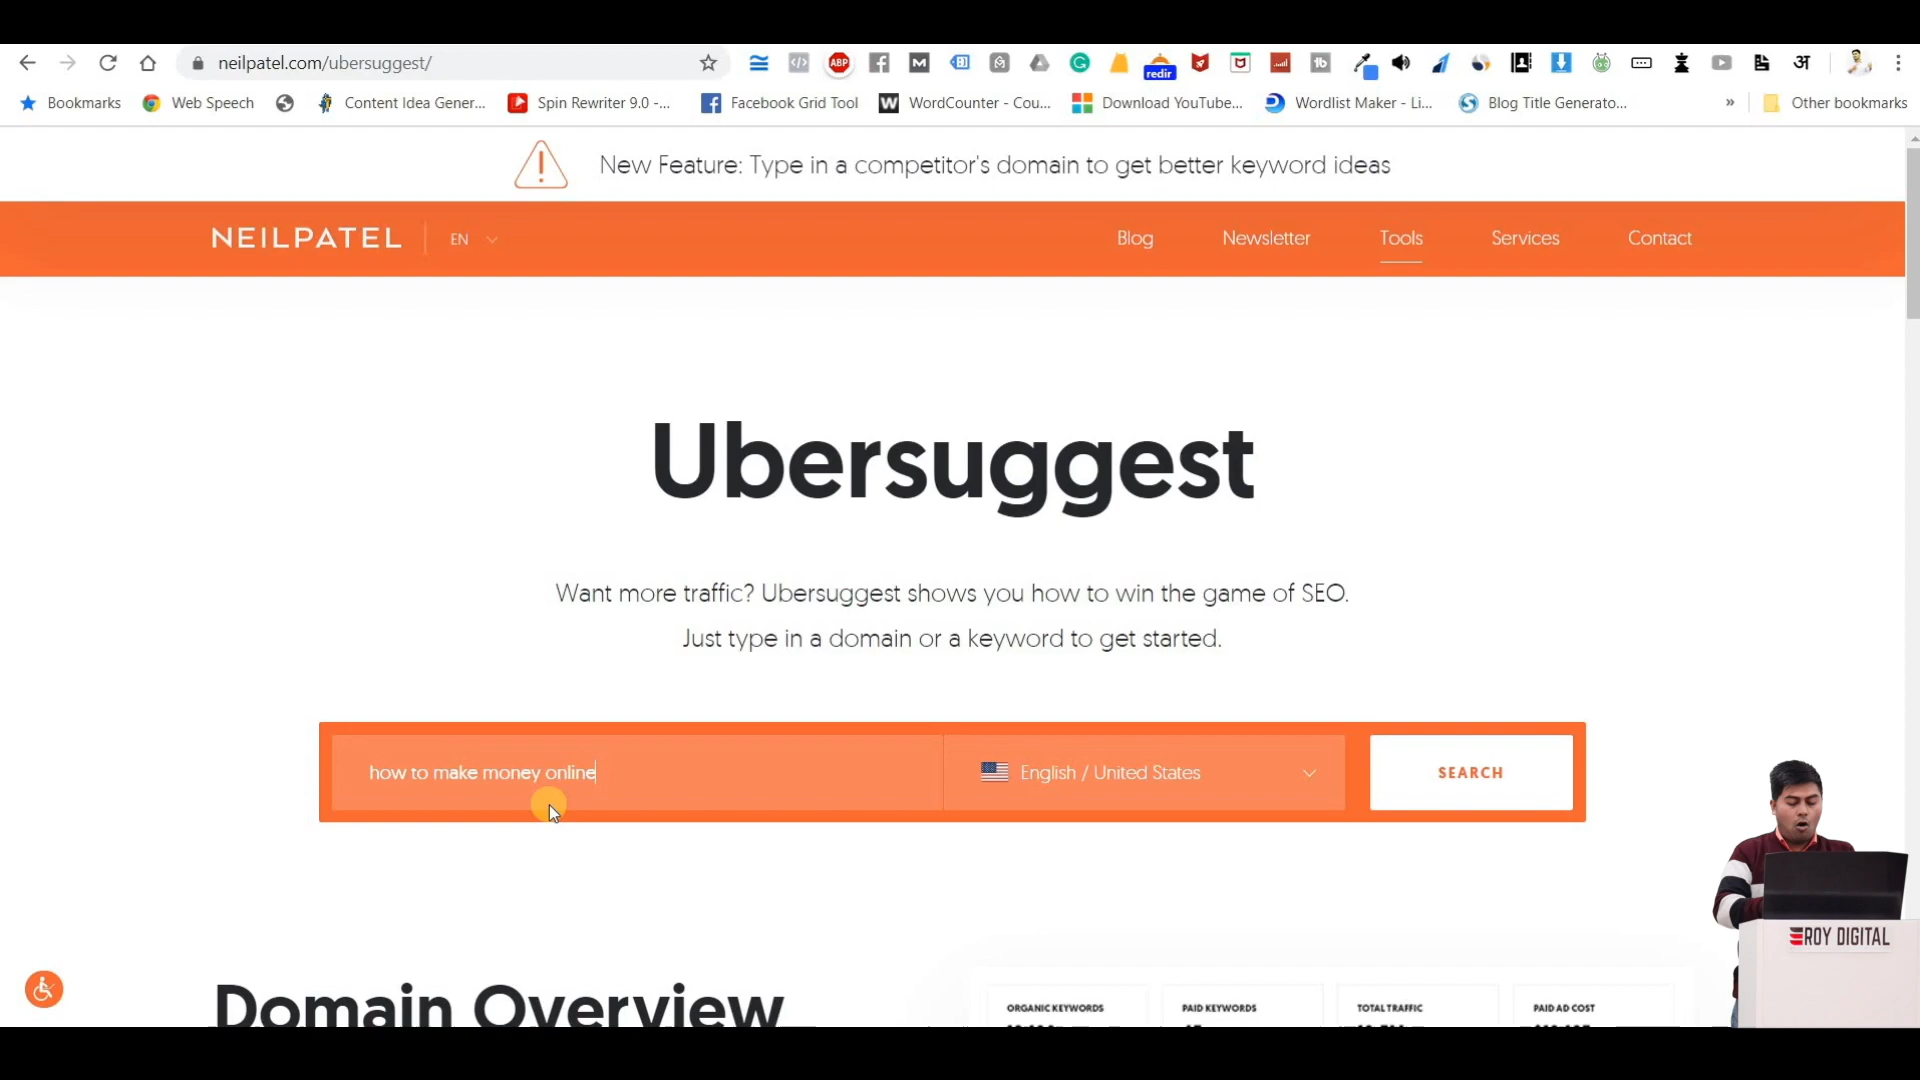 neilpatel.com/ubersuggest/
ABP
redir
Bookmarks Web Speech Content Idea Gener... Spin Rewriter 9.0 -... Facebook Grid Tool WordCounter - Cou... Download YouTube... Wordlist Maker - Li... Blog Title Generato... » Other bookmarks
New Feature: Type in a competitor's domain to get better keyword ideas
NEILPATEL EN Blog Newsletter Tools Services Contact
Ubersuggest
Want more traffic? Ubersuggest shows you how to win the game of SEO.
Just type in a domain or a keyword to get started.
how to make money online English / United States SEARCH
ROY DIGITAL
Domain Overview
ORGANIC KEYWORDS PAID KEYWORDS TOTAL TRAFFIC PAID AD COST